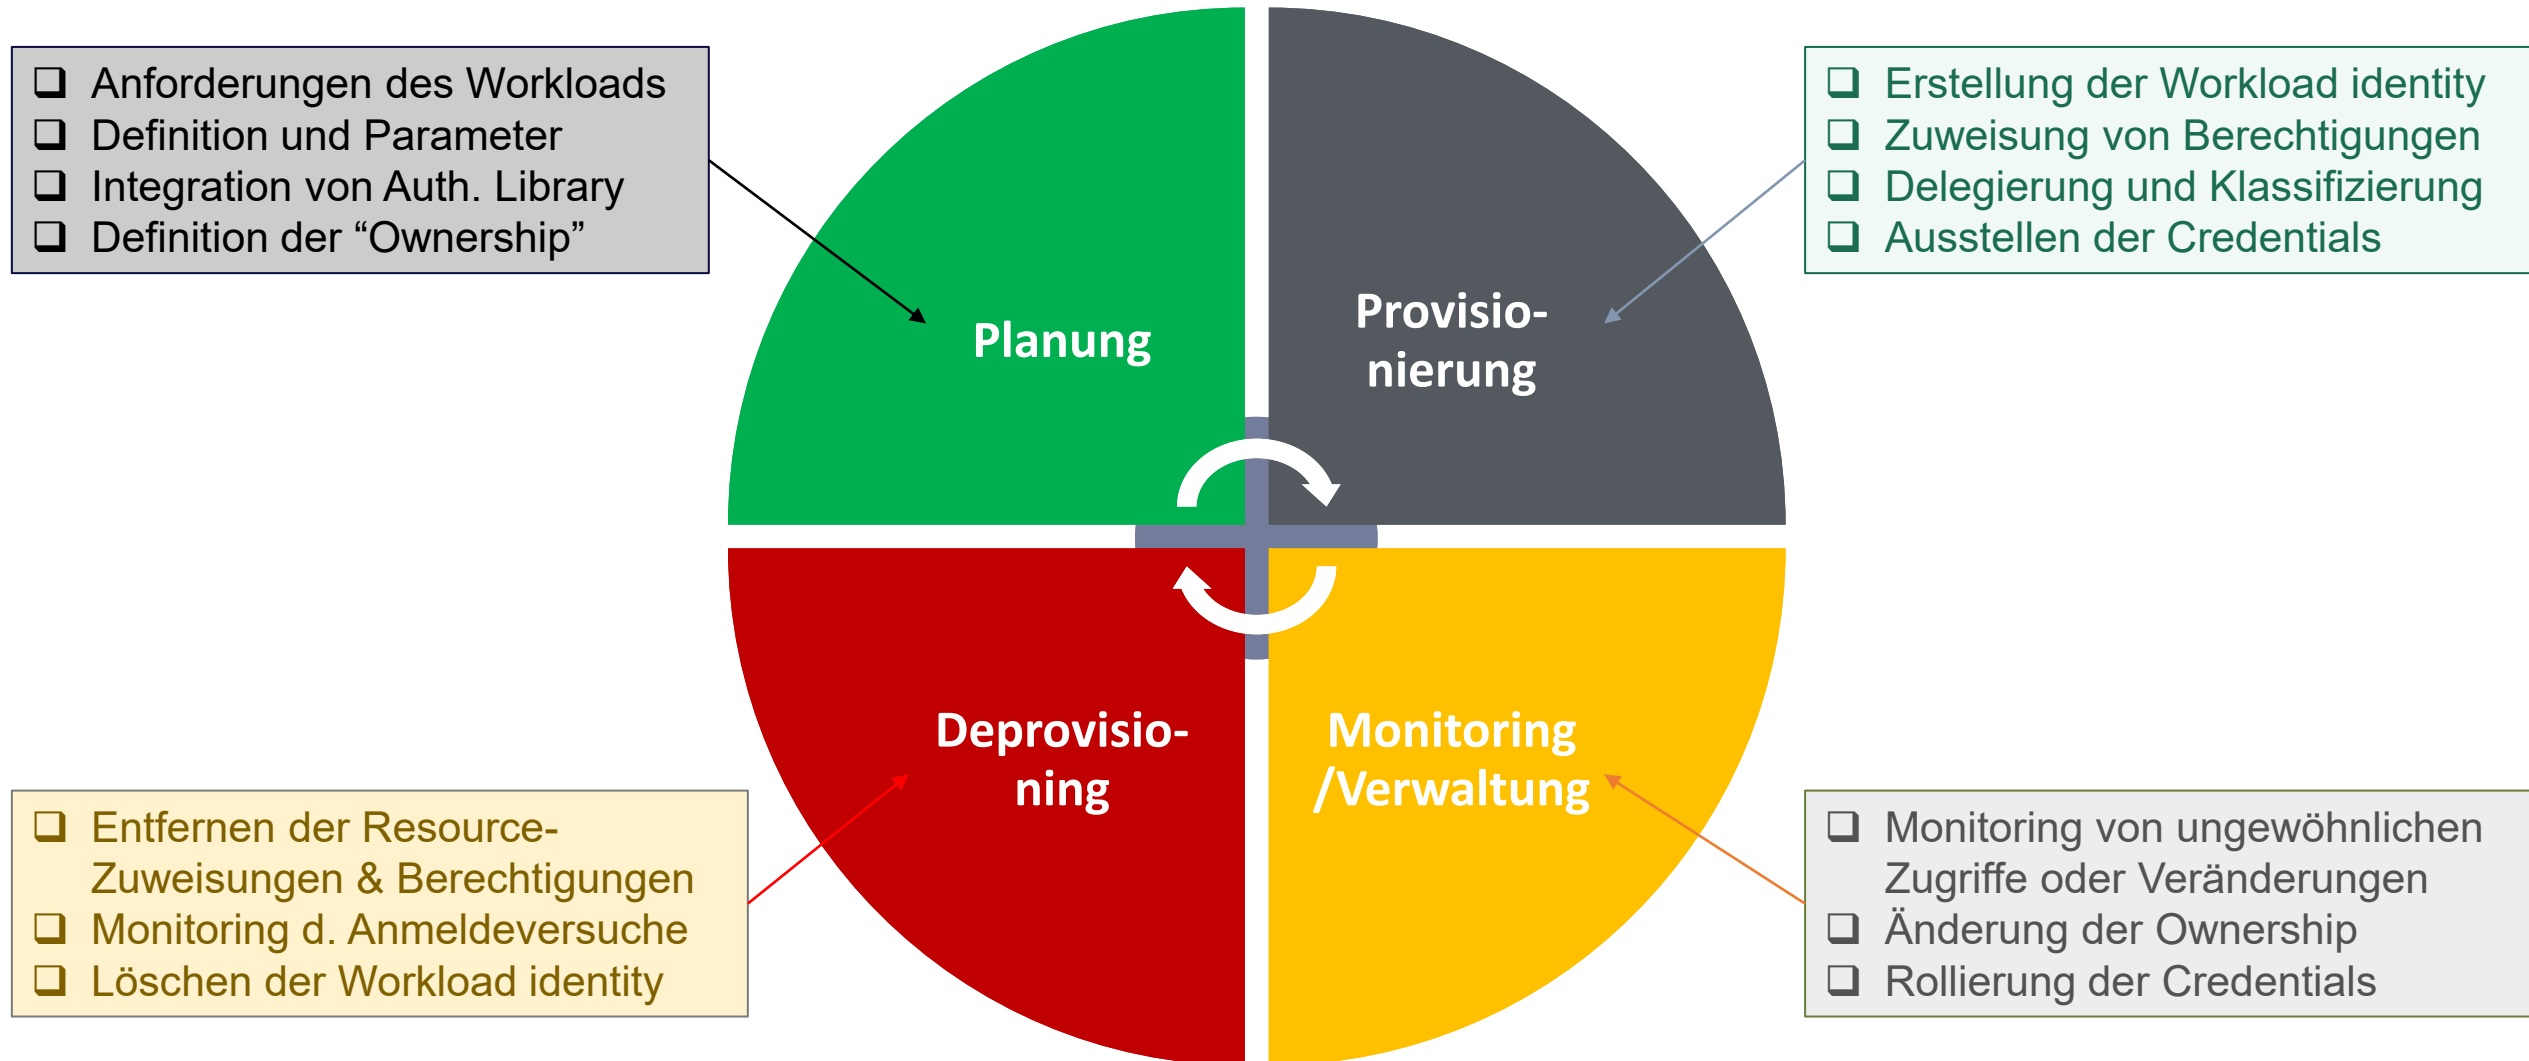 Anforderungen des Workloads
Definition und Parameter
Integration von Auth. Library
Definition der “Ownership”
Planung
Provisio-
nierung
Erstellung der Workload identity
Zuweisung von Berechtigungen
Delegierung und Klassifizierung
Ausstellen der Credentials
Deprovisio-
ning
Monitoring
/Verwaltung
Entfernen der Resource-
Zuweisungen & Berechtigungen
Monitoring d. Anmeldeversuche
Löschen der Workload identity
Monitoring von ungewöhnlichen
Zugriffe oder Veränderungen
Änderung der Ownership
Rollierung der Credentials